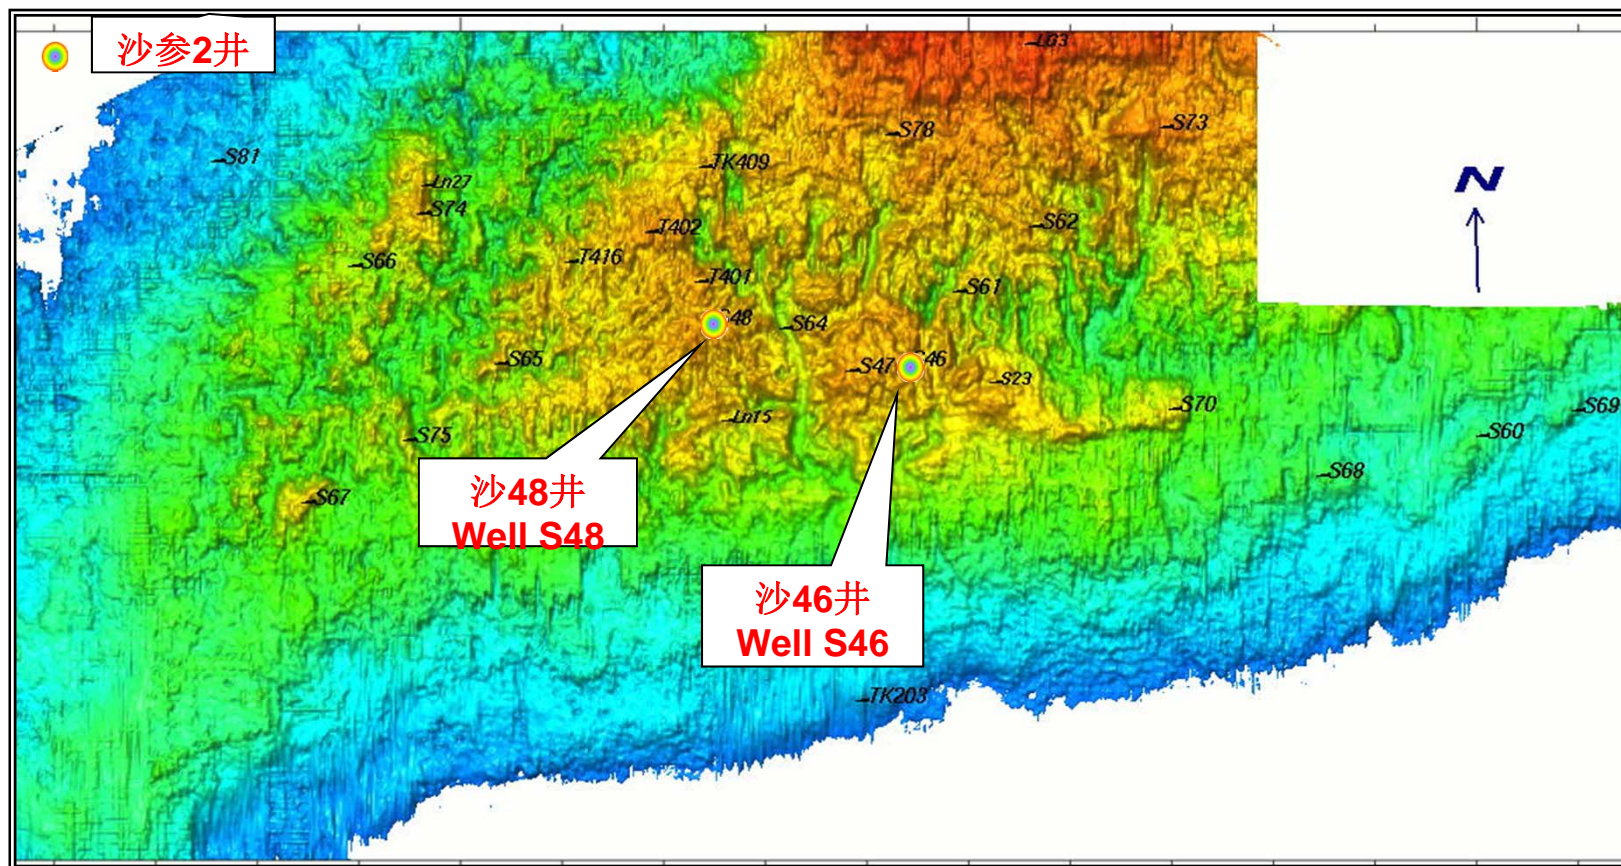 沙参2井
LG3
S78
S73
S81
TK409
Ln27
S74
T402
S62
S66
T416
T401
S61
S48
S64
S65
S47
S46
S23
Ln15
S70
S69
S75
S60
S68
S67
沙48井
Well S48
沙46井
Well S46
TK203
N